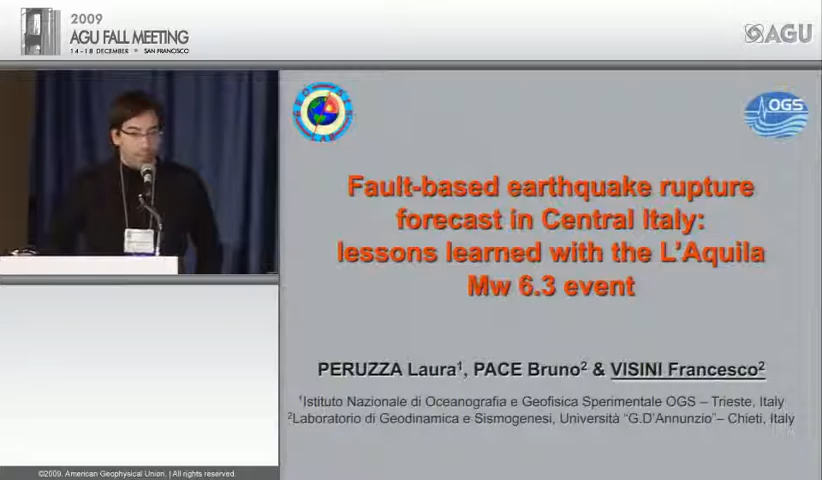 2009
AGU FALL MEETING
14 - 18 DECEMBER • SAN FRANCISCO
AGU
OGS
Fault-based earthquake rupture
forecast in Central Italy:
lessons learned with the L'Aquila
Mw 6.3 event
PERUZZA Laura¹, PACE Bruno² & VISINI Francesco²
¹Istituto Nazionale di Oceanografia e Geofisica Sperimentale OGS – Trieste, Italy
²Laboratorio di Geodinamica e Sismogenesi, Università "G.D'Annunzio"– Chieti, Italy
©2009. American Geophysical Union. | All rights reserved.